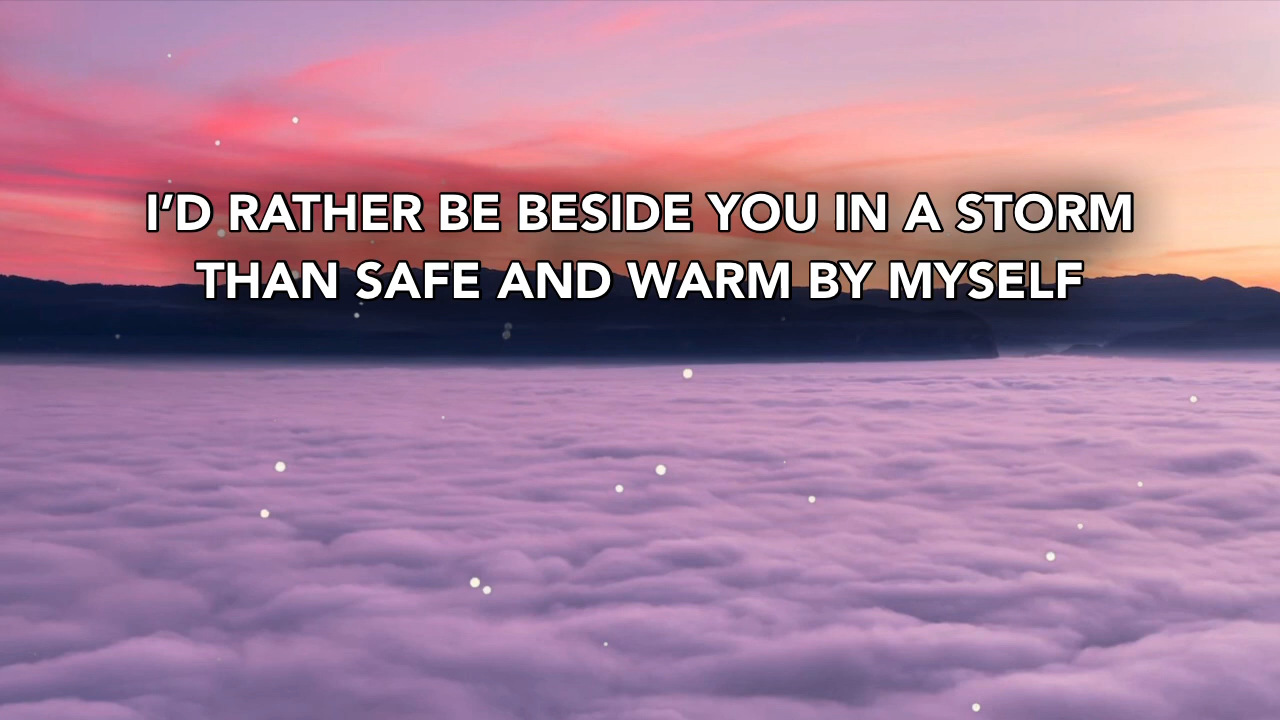 I’D RATHER BE BESIDE YOU IN A STORM
THAN SAFE AND WARM BY MYSELF